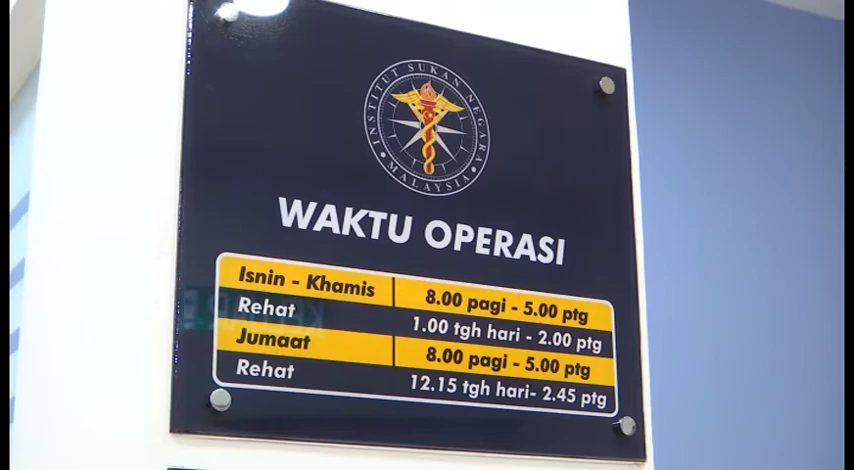 INSTITUT SUKAN NEGARA
MALAYSIA
WAKTU OPERASI
Isnin - Khamis 8.00 pagi - 5.00 ptg
Rehat 1.00 tgh hari - 2.00 ptg
Jumaat 8.00 pagi - 5.00 ptg
Rehat 12.15 tgh hari- 2.45 ptg